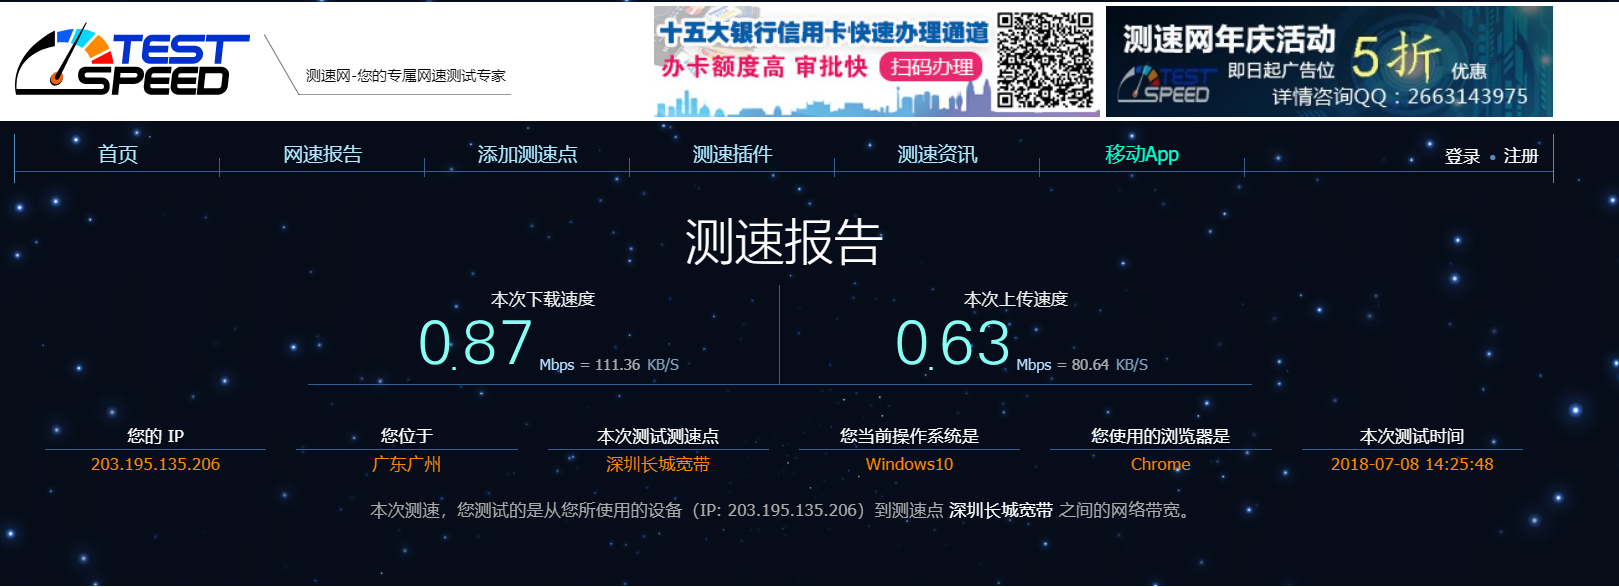 TEST
SPEED
测速网-您的专属网速测试专家
十五大银行信用卡快速办理通道
办卡额度高 审批快 扫码办理
测速网年庆活动
即日起广告位 5折 优惠
TEST
SPEED
详情咨询QQ：2663143975
首页 网速报告 添加测速点 测速插件 测速资讯 移动App 登录 • 注册
测速报告
本次下载速度 本次上传速度
0.87 Mbps = 111.36 KB/S 0.63 Mbps = 80.64 KB/S
您的 IP 您位于 本次测试测速点 您当前操作系统是 您使用的浏览器是 本次测试时间
203.195.135.206 广东广州 深圳长城宽带 Windows10 Chrome 2018-07-08 14:25:48
本次测速，您测试的是从您所使用的设备（IP: 203.195.135.206）到测速点 深圳长城宽带 之间的网络带宽。